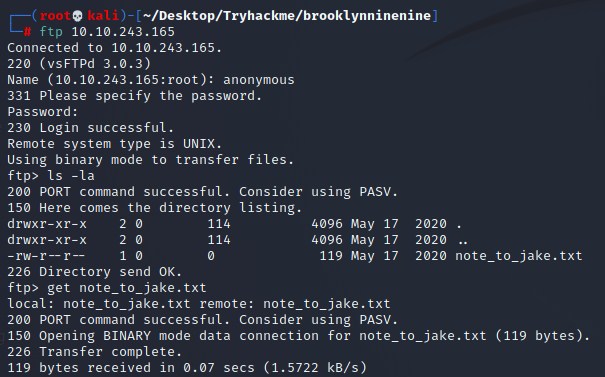 ┌──(root💀kali)-[~/Desktop/Tryhackme/brooklynninenine]
└─# ftp 10.10.243.165
Connected to 10.10.243.165.
220 (vsFTPd 3.0.3)
Name (10.10.243.165:root): anonymous
331 Please specify the password.
Password:
230 Login successful.
Remote system type is UNIX.
Using binary mode to transfer files.
ftp> ls -la
200 PORT command successful. Consider using PASV.
150 Here comes the directory listing.
drwxr-xr-x    2 0        114          4096 May 17  2020 .
drwxr-xr-x    2 0        114          4096 May 17  2020 ..
-rw-r--r--    1 0        0             119 May 17  2020 note_to_jake.txt
226 Directory send OK.
ftp> get note_to_jake.txt
local: note_to_jake.txt remote: note_to_jake.txt
200 PORT command successful. Consider using PASV.
150 Opening BINARY mode data connection for note_to_jake.txt (119 bytes).
226 Transfer complete.
119 bytes received in 0.07 secs (1.5722 kB/s)